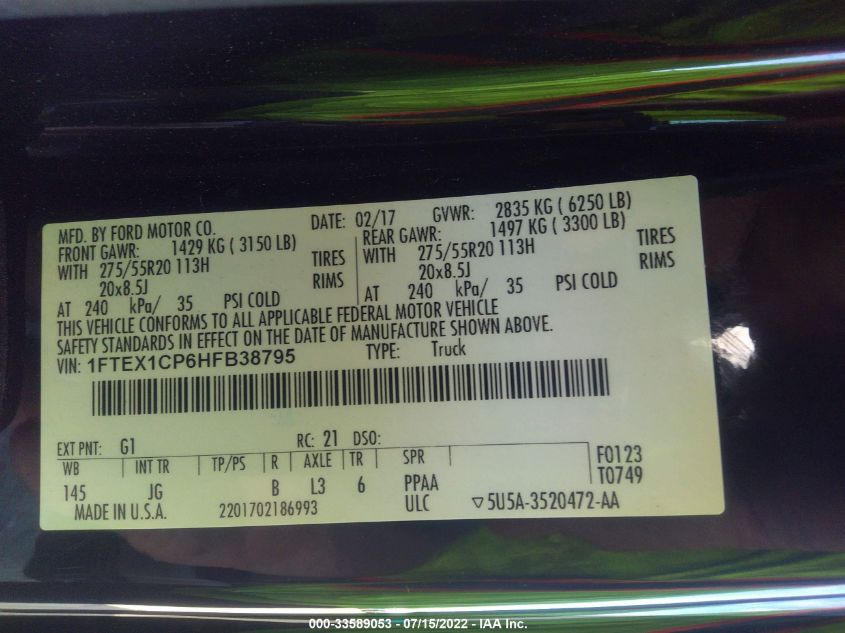 MFD. BY FORD MOTOR CO. DATE: 02/17 GVWR: 2835 KG ( 6250 LB)
FRONT GAWR: 1429 KG ( 3150 LB) REAR GAWR: 1497 KG ( 3300 LB)
WITH 275/55R20 113H TIRES WITH 275/55R20 113H TIRES
20x8.5J RIMS 20x8.5J RIMS
AT 240 kPa/ 35 PSI COLD AT 240 kPa/ 35 PSI COLD
THIS VEHICLE CONFORMS TO ALL APPLICABLE FEDERAL MOTOR VEHICLE
SAFETY STANDARDS IN EFFECT ON THE DATE OF MANUFACTURE SHOWN ABOVE.
VIN: 1FTEX1CP6HFB38795 TYPE: Truck
EXT PNT: G1 RC: 21 DSO: F0123
WB INT TR TP/PS R AXLE TR SPR T0749
145 JG B L3 6 PPAA
MADE IN U.S.A. 2201702186993 ULC ▽5U5A-3520472-AA
000-33589053 - 07/15/2022 - IAA Inc.